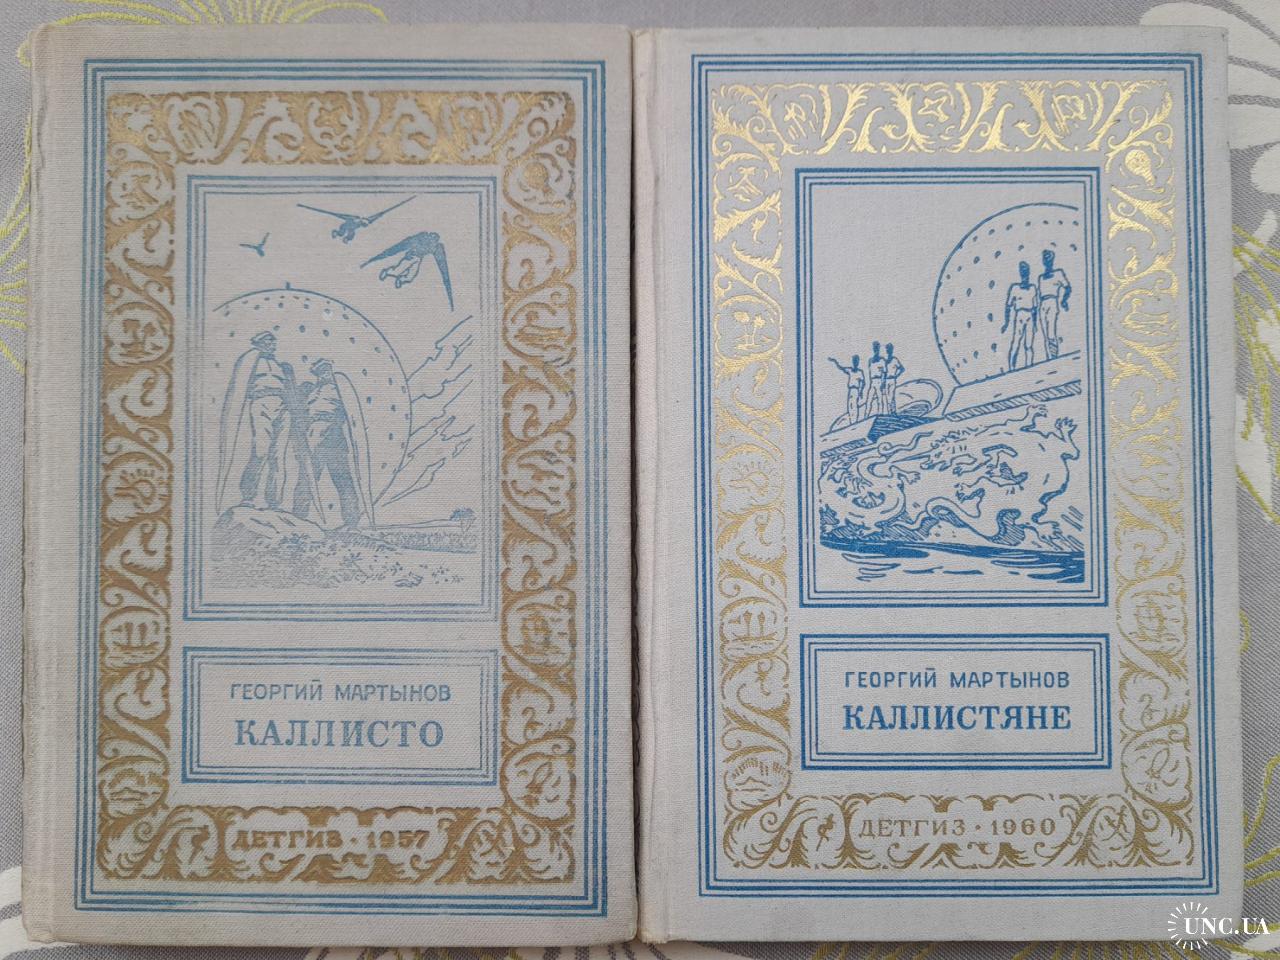 ГЕОРГИЙ МАРТЫНОВ
КАЛЛИСТО
ДЕТГИЗ · 1957
ГЕОРГИЙ МАРТЫНОВ
КАЛЛИСТЯНЕ
ДЕТГИЗ · 1960
UNC.UA